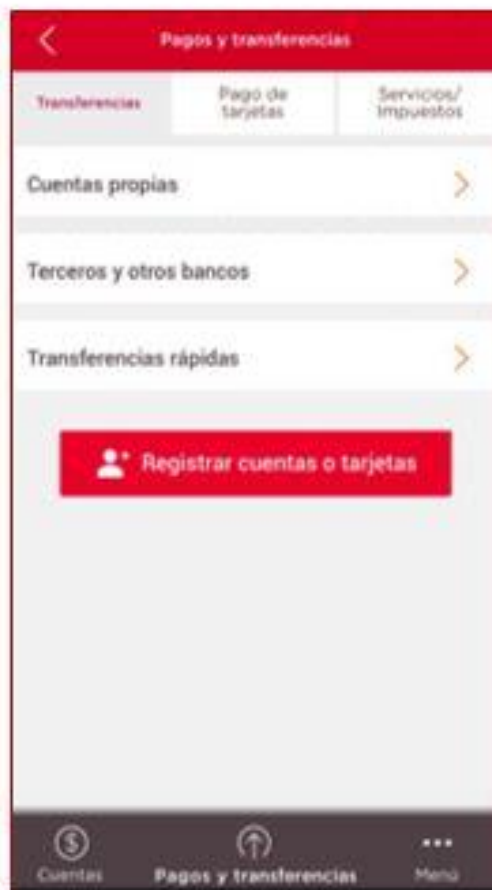 Pagos y transferencias
Transferencias
Pago de
tarjetas
Servicios/
Impuestos
Cuentas propias
Terceros y otros bancos
Transferencias rápidas
Registrar cuentas o tarjetas
Cuentas
Pagos y transferencias
Menú